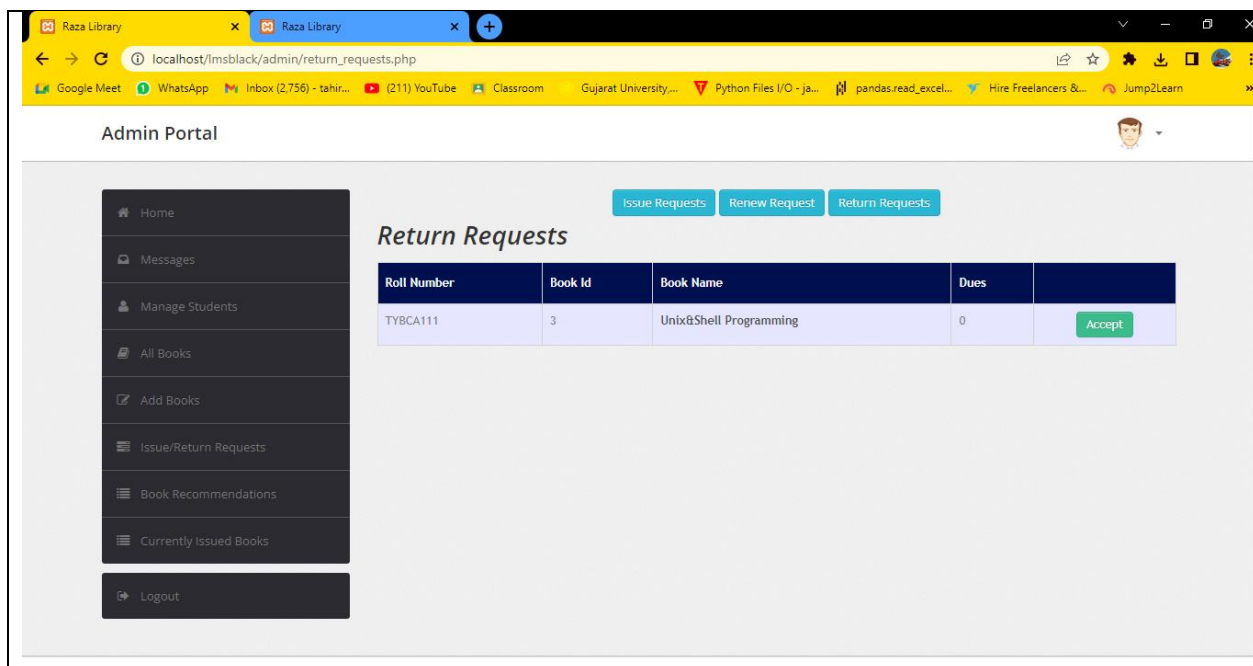 Raza Library
Raza Library
localhost/lmsblack/admin/return_requests.php
Google Meet WhatsApp Inbox (2,756) - tahir... (211) YouTube Classroom Gujarat University,... Python Files I/O - ja... pandas.read_excel... Hire Freelancers &... Jump2Learn »
Admin Portal
Home
Messages
Manage Students
All Books
Add Books
Issue/Return Requests
Book Recommendations
Currently Issued Books
Logout
Issue Requests Renew Request Return Requests
Return Requests
Roll Number Book Id Book Name Dues
TYBCA111 3 Unix&Shell Programming 0 Accept